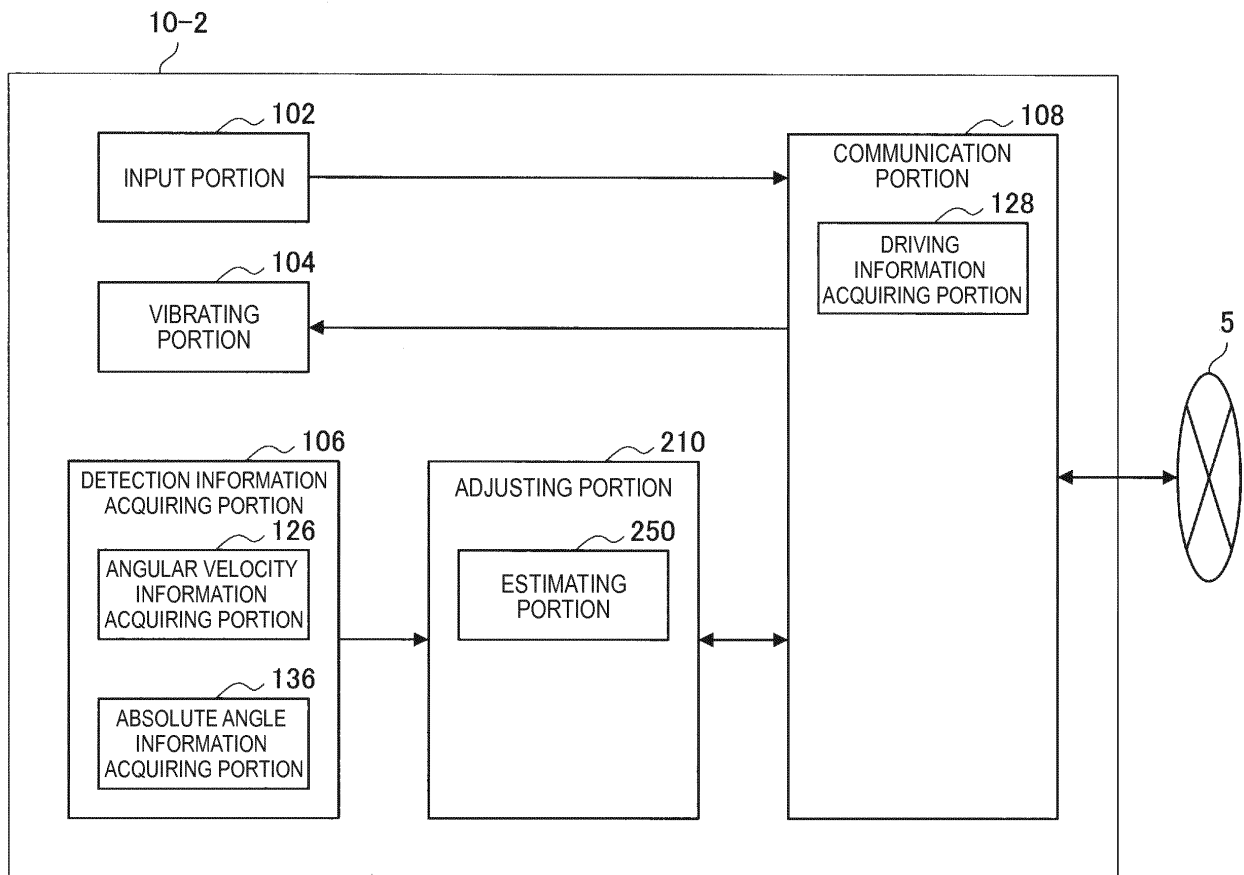 10-2
102
INPUT PORTION
108
COMMUNICATION
PORTION
128
DRIVING
INFORMATION
ACQUIRING PORTION
104
VIBRATING
PORTION
5
106
DETECTION INFORMATION
ACQUIRING PORTION
126
ANGULAR VELOCITY
INFORMATION
ACQUIRING PORTION
136
ABSOLUTE ANGLE
INFORMATION
ACQUIRING PORTION
210
ADJUSTING PORTION
250
ESTIMATING
PORTION